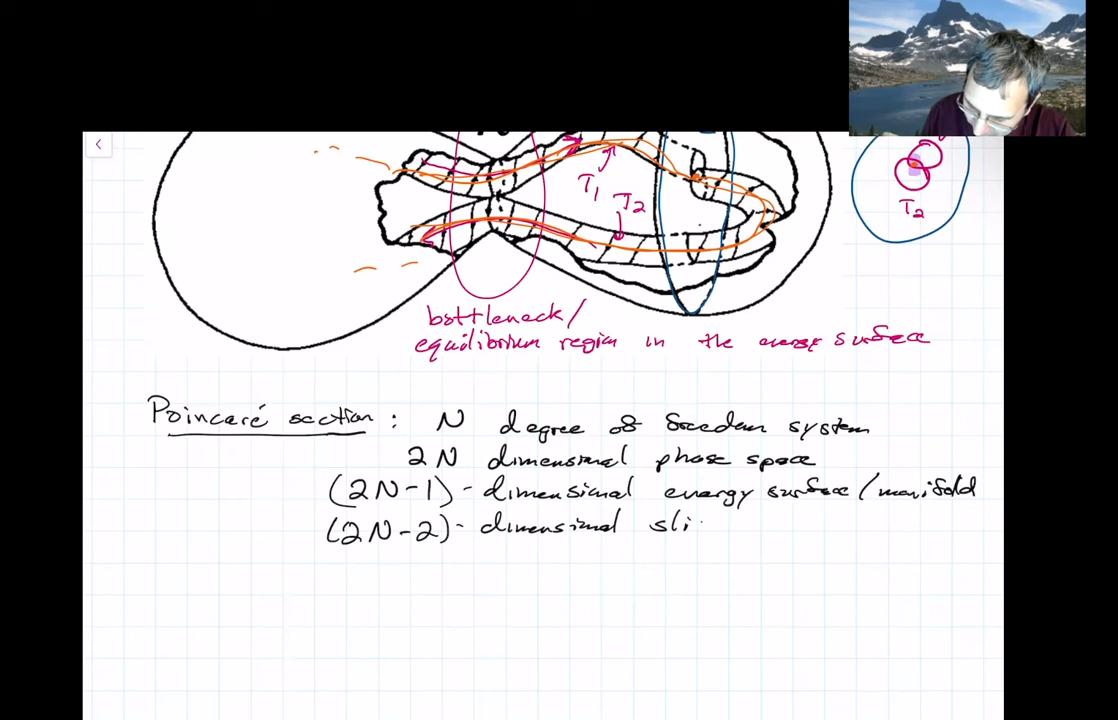 T1
T2
T2
bottleneck/
equilibrium region in the energy surface
Poincaré section : N degree of freedom system
2N dimensional phase space
(2N-1)-dimensional energy surface/manifold
(2N-2)-dimensional sli